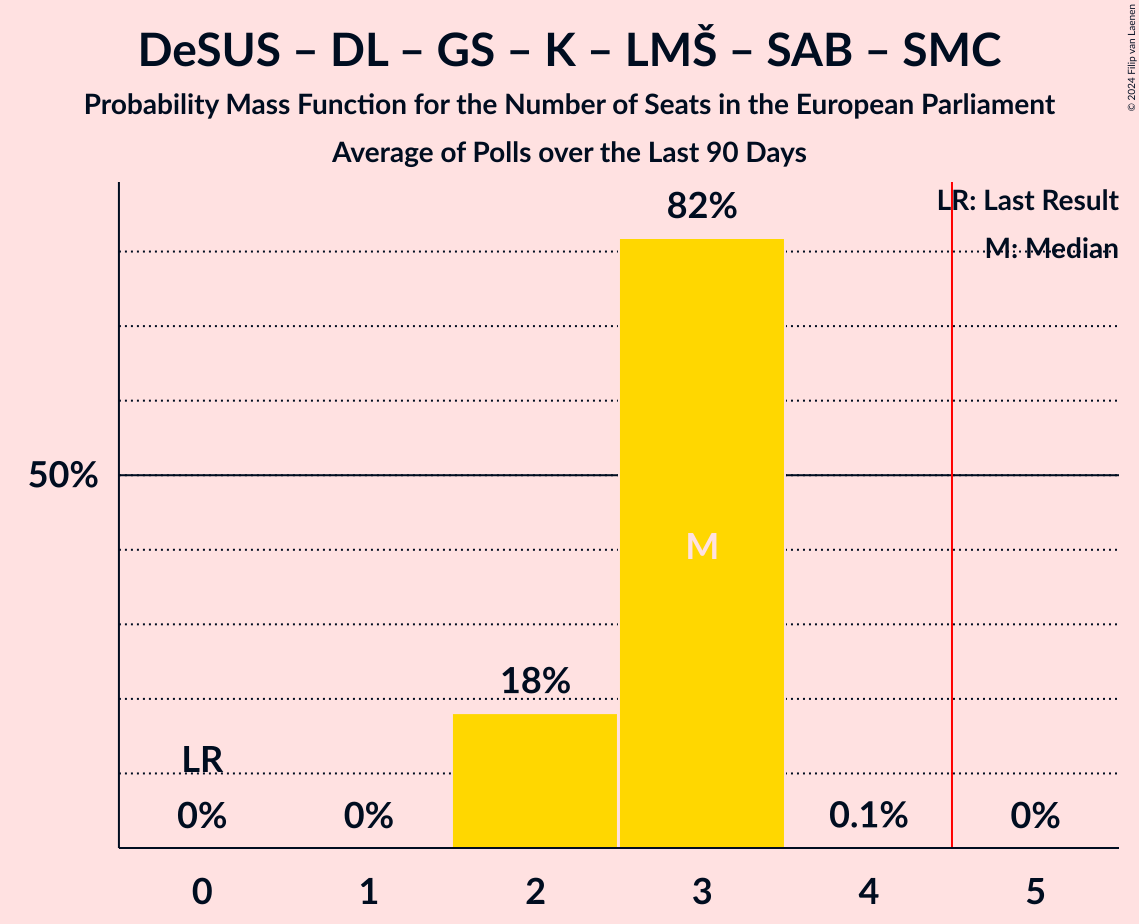 DeSUS – DL – GS – K – LMŠ – SAB – SMC
Probability Mass Function for the Number of Seats in the European Parliament
Average of Polls over the Last 90 Days
© 2024 Filip van Laenen
LR: Last Result
M: Median
82%
50%
M
18%
LR
0%
0%
0.1%
0%
0
1
2
3
4
5